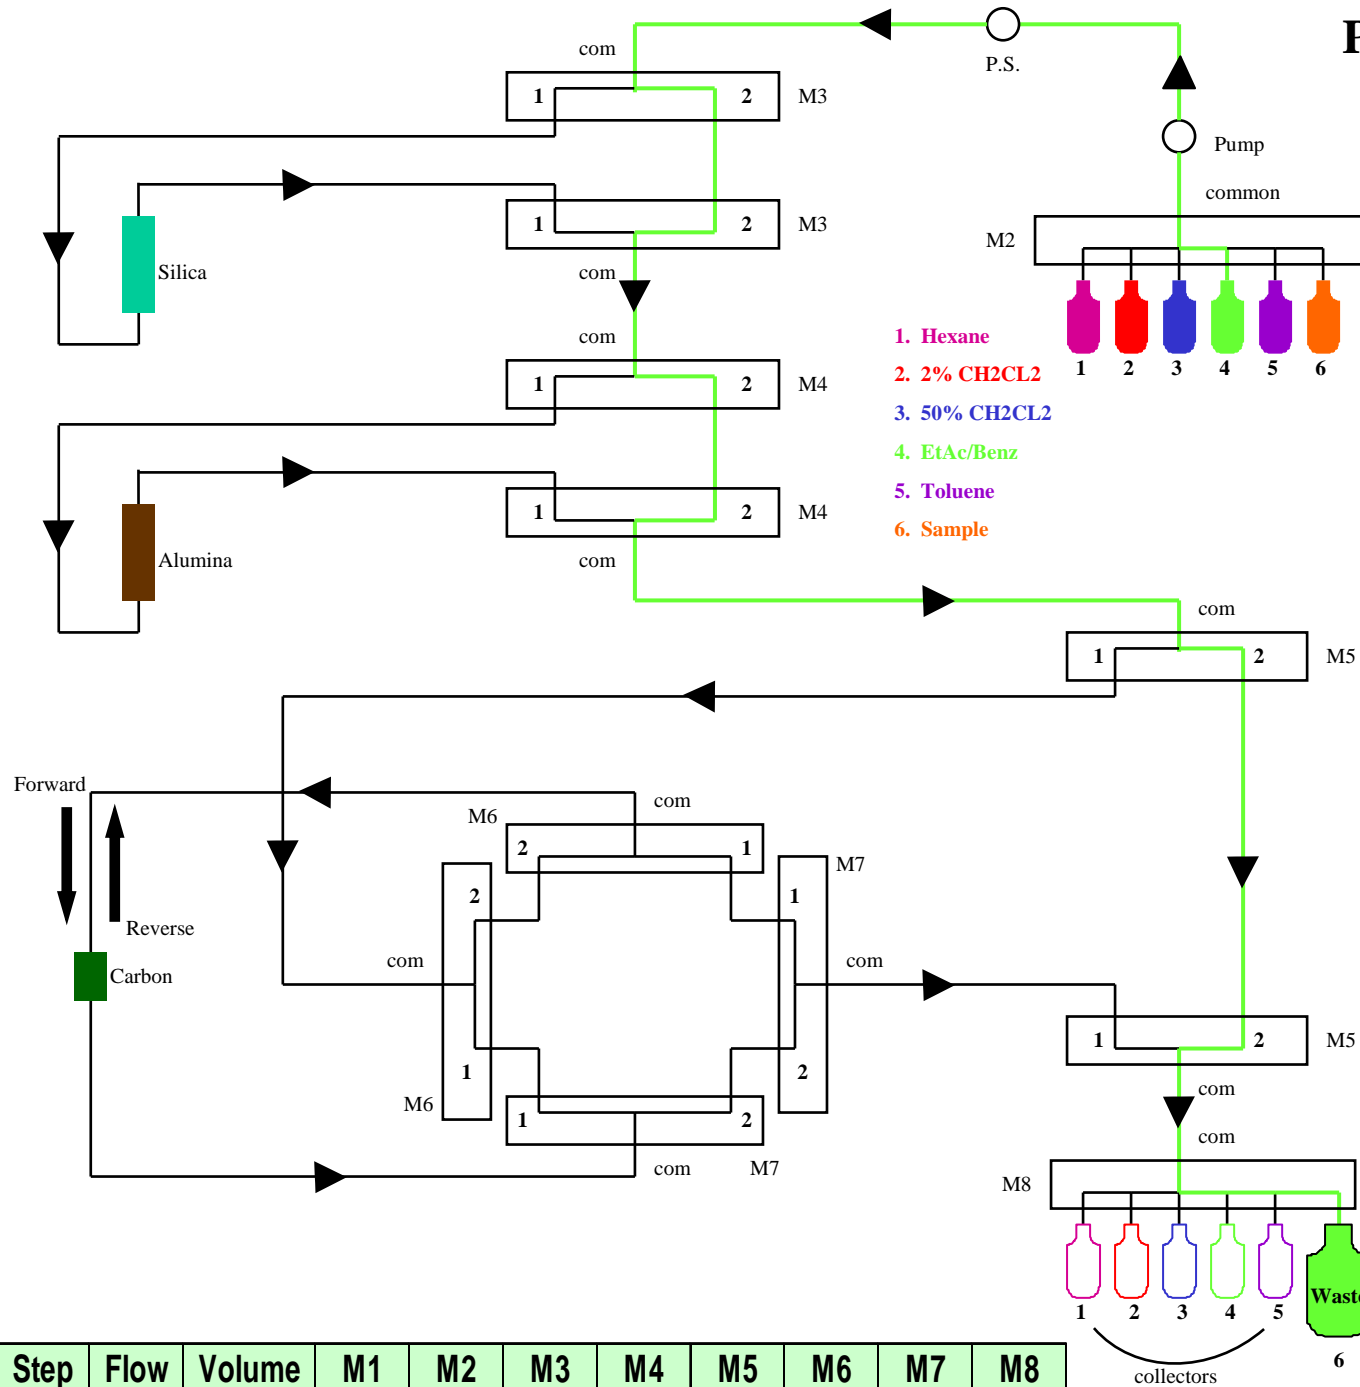 P
com
P.S.
1 2 M3
Pump
common
1 2 M3
M2
Silica
com
com
1. Hexane
1 2 3 4 5 6
1 2 M4
2. 2% CH2CL2
3. 50% CH2CL2
4. EtAc/Benz
5. Toluene
1 2 M4
6. Sample
Alumina
com
com
1 2 M5
Forward
com
M6
2 1
M7
2
1
Reverse
com
com
Carbon
1 2 M5
1
2
M6
com
1 2
com
com
M7
M8
Waste
1 2 3 4 5
6
collectors
Step Flow Volume M1 M2 M3 M4 M5 M6 M7 M8